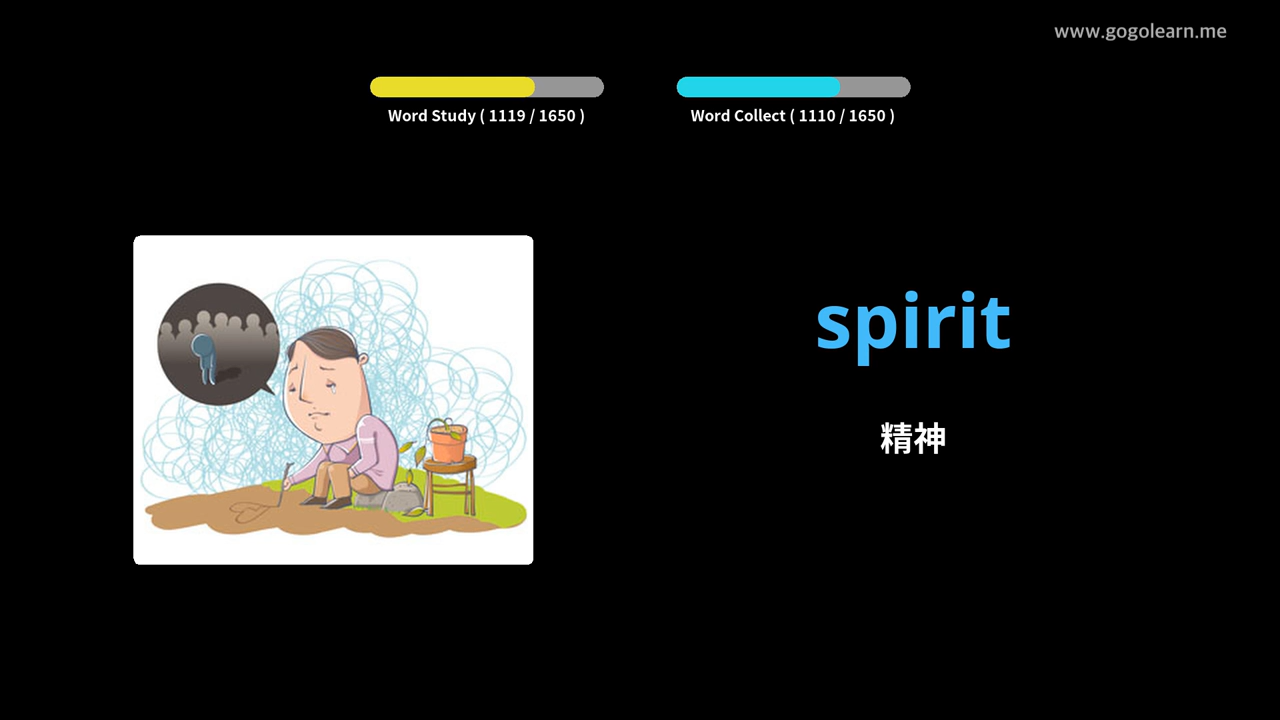 www.gogolearn.me
Word Study ( 1119 / 1650 )
Word Collect ( 1110 / 1650 )
spirit
精神